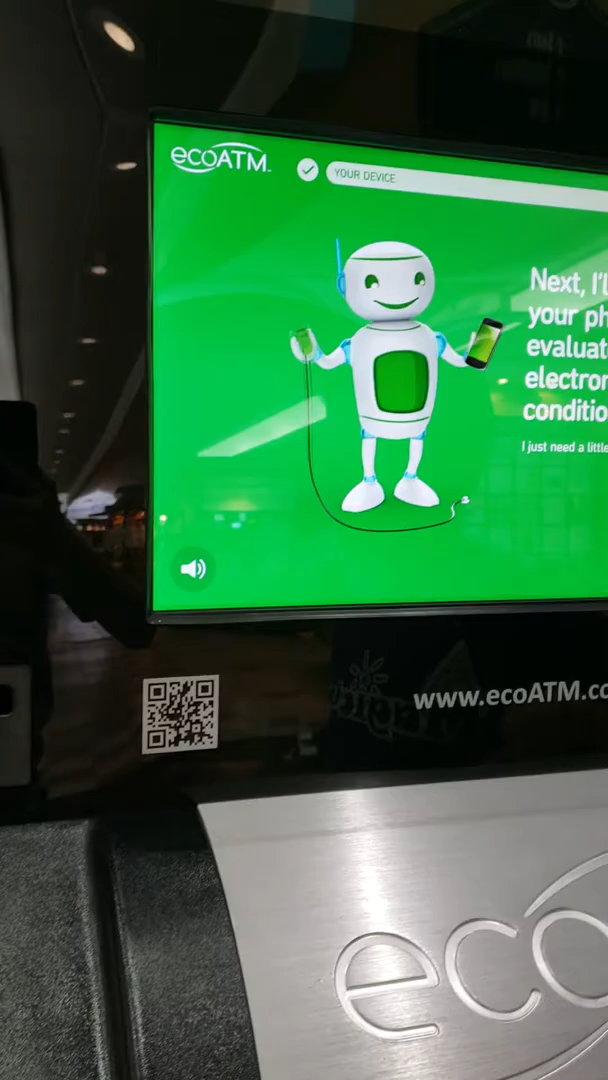 ecoATM
YOUR DEVICE
Next, I'l
your ph
evaluat
electron
conditio
I just need a little
www.ecoATM.co
eco